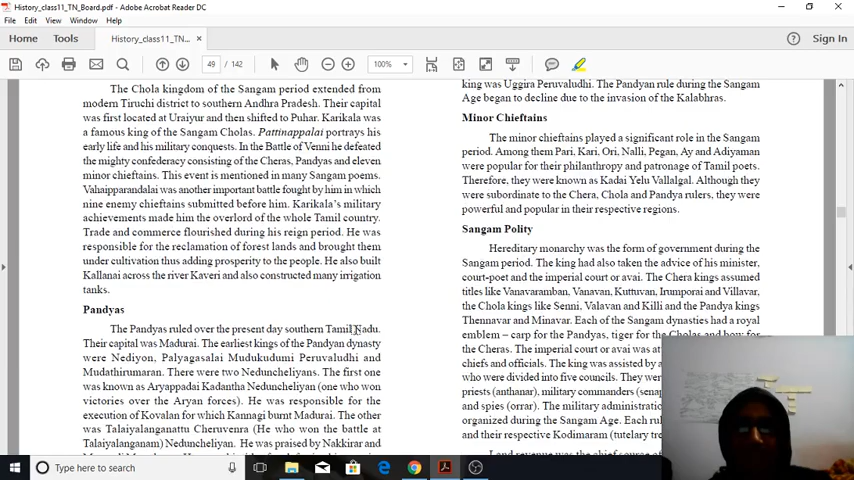 History_class11_TN_Board.pdf - Adobe Acrobat Reader DC
File Edit View Window Help
Home Tools History_class11_TN... × Sign In
49 / 142 100%
The Chola kingdom of the Sangam period extended from
modern Tiruchi district to southern Andhra Pradesh. Their capital
was first located at Uraiyur and then shifted to Puhar. Karikala was
a famous king of the Sangam Cholas. Pattinappalai portrays his
early life and his military conquests. In the Battle of Venni he defeated
the mighty confederacy consisting of the Cheras, Pandyas and eleven
minor chieftains. This event is mentioned in many Sangam poems.
Vahaipparandalai was another important battle fought by him in which
nine enemy chieftains submitted before him. Karikala's military
achievements made him the overlord of the whole Tamil country.
Trade and commerce flourished during his reign period. He was
responsible for the reclamation of forest lands and brought them
under cultivation thus adding prosperity to the people. He also built
Kallanai across the river Kaveri and also constructed many irrigation
tanks.
Pandyas
The Pandyas ruled over the present day southern Tamil Nadu.
Their capital was Madurai. The earliest kings of the Pandyan dynasty
were Nediyon, Palyagasalai Mudukudumi Peruvaludhi and
Mudathirumaran. There were two Neduncheliyans. The first one
was known as Aryappadai Kadantha Neduncheliyan (one who won
victories over the Aryan forces). He was responsible for the
execution of Kovalan for which Kannagi burnt Madurai. The other
was Talaiyalanganattu Cheruvenra (He who won the battle at
Talaiyalanganam) Neduncheliyan. He was praised by Nakkirar and
king was Uggira Peruvaludhi. The Pandyan rule during the Sangam
Age began to decline due to the invasion of the Kalabhras.
Minor Chieftains
The minor chieftains played a significant role in the Sangam
period. Among them Pari, Kari, Ori, Nalli, Pegan, Ay and Adiyaman
were popular for their philanthropy and patronage of Tamil poets.
Therefore, they were known as Kadai Yelu Vallalgal. Although they
were subordinate to the Chera, Chola and Pandya rulers, they were
powerful and popular in their respective regions.
Sangam Polity
Hereditary monarchy was the form of government during the
Sangam period. The king had also taken the advice of his minister,
court-poet and the imperial court or avai. The Chera kings assumed
titles like Vanavaramban, Vanavan, Kuttuvan, Irumporai and Villavar,
the Chola kings like Senni, Valavan and Killi and the Pandya kings
Thennavar and Minavar. Each of the Sangam dynasties had a royal
emblem – carp for the Pandyas, tiger for the Cholas and bow for
the Cheras. The imperial court or avai was at
chiefs and officials. The king was assisted by a
who were divided into five councils. They were
priests (anthanar), military commanders (senap
and spies (orrar). The military administratio
organized during the Sangam Age. Each rul
and their respective Kodimaram (tutelary tre
Land revenue was the chief source
Type here to search